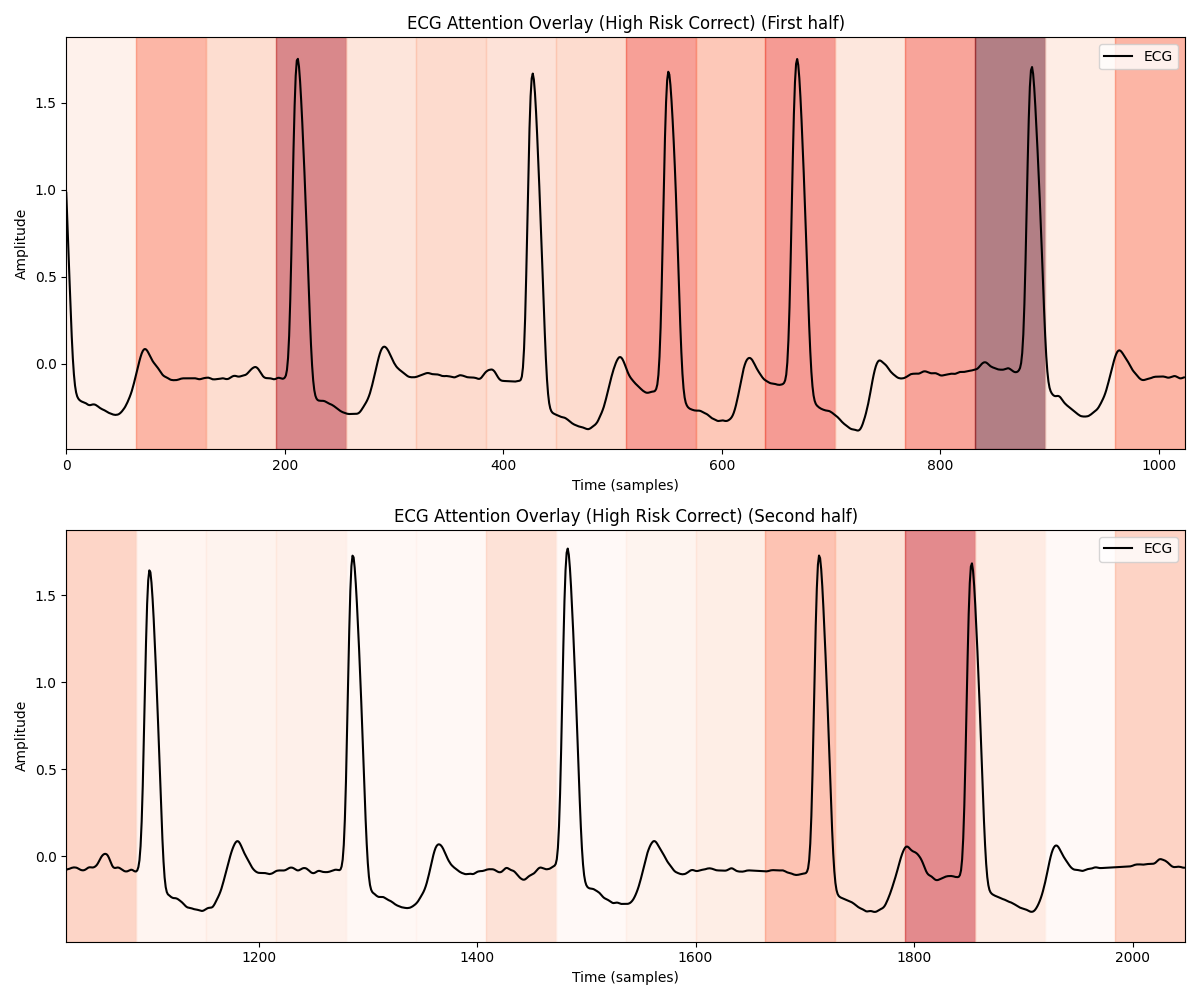 ECG Attention Overlay (High Risk Correct) (First half)
ECG
Amplitude
1.5
1.0
0.5
0.0
0 200 400 600 800 1000
Time (samples)
ECG Attention Overlay (High Risk Correct) (Second half)
ECG
Amplitude
1.5
1.0
0.5
0.0
1200 1400 1600 1800 2000
Time (samples)